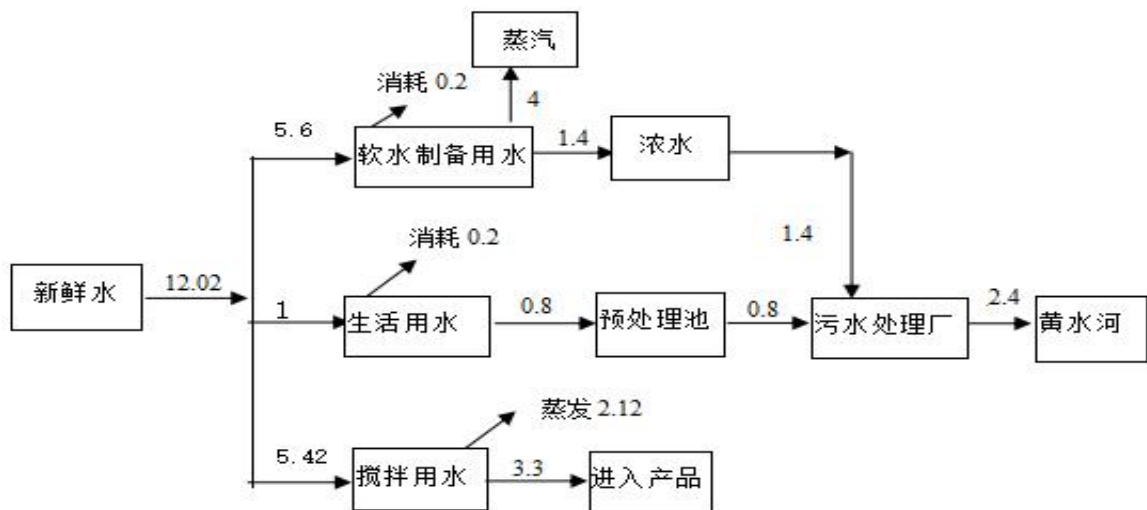 蒸汽
消耗 0.2
4
5.6
软水制备用水
1.4
浓水
消耗 0.2
1.4
新鲜水
12.02
1
生活用水
0.8
预处理池
0.8
污水处理厂
2.4
黄水河
蒸发 2.12
5.42
搅拌用水
3.3
进入产品